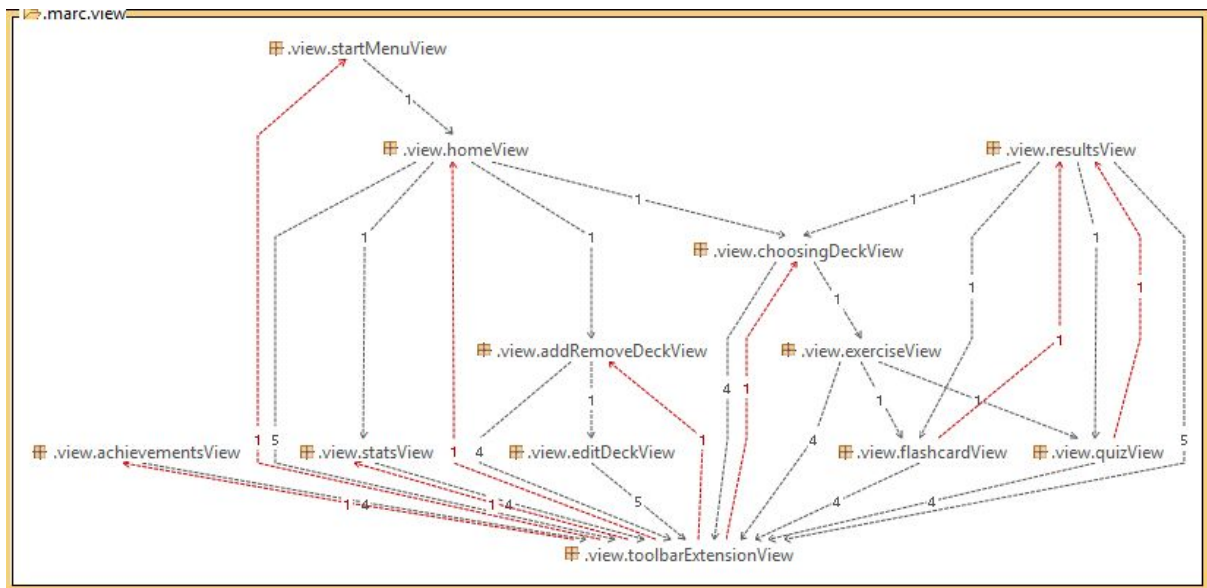 .marc.view
.view.startMenuView
1
.view.homeView
.view.resultsView
1
1
.view.choosingDeckView
1
1
1
1
1
1
1
.view.addRemoveDeckView
.view.exerciseView
1
4
1
1
1
1
.view.achievementsView
1
5
.view.statsView
1
4
.view.editDeckView
1
4
.view.flashcardView
.view.quizView
5
1
4
1
4
5
4
4
.view.toolbarExtensionView